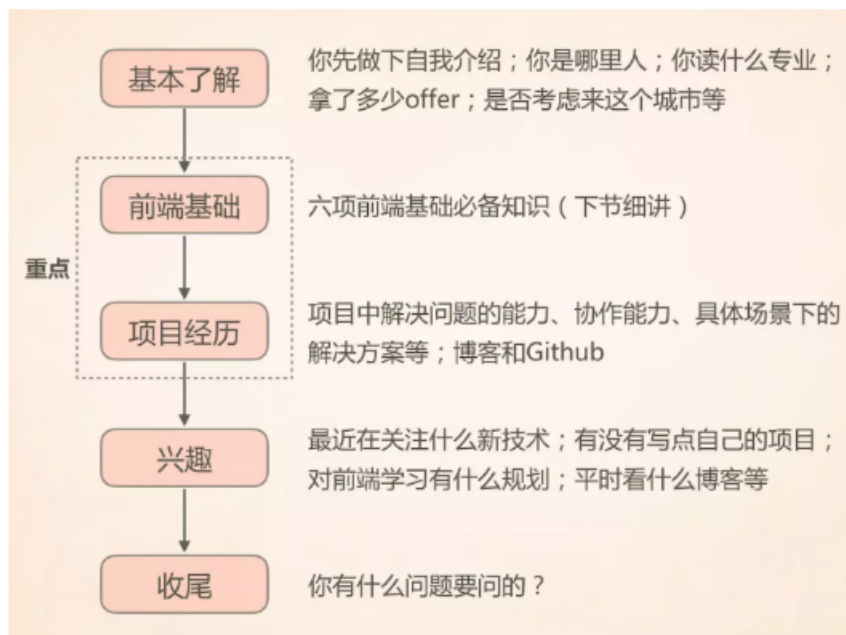 基本了解
你先做下自我介绍；你是哪里人；你读什么专业；
拿了多少offer；是否考虑来这个城市等
前端基础
六项前端基础必备知识（下节细讲）
重点
项目经历
项目中解决问题的能力、协作能力、具体场景下的
解决方案等；博客和Github
兴趣
最近在关注什么新技术；有没有写点自己的项目；
对前端学习有什么规划；平时看什么博客等
收尾
你有什么问题要问的？